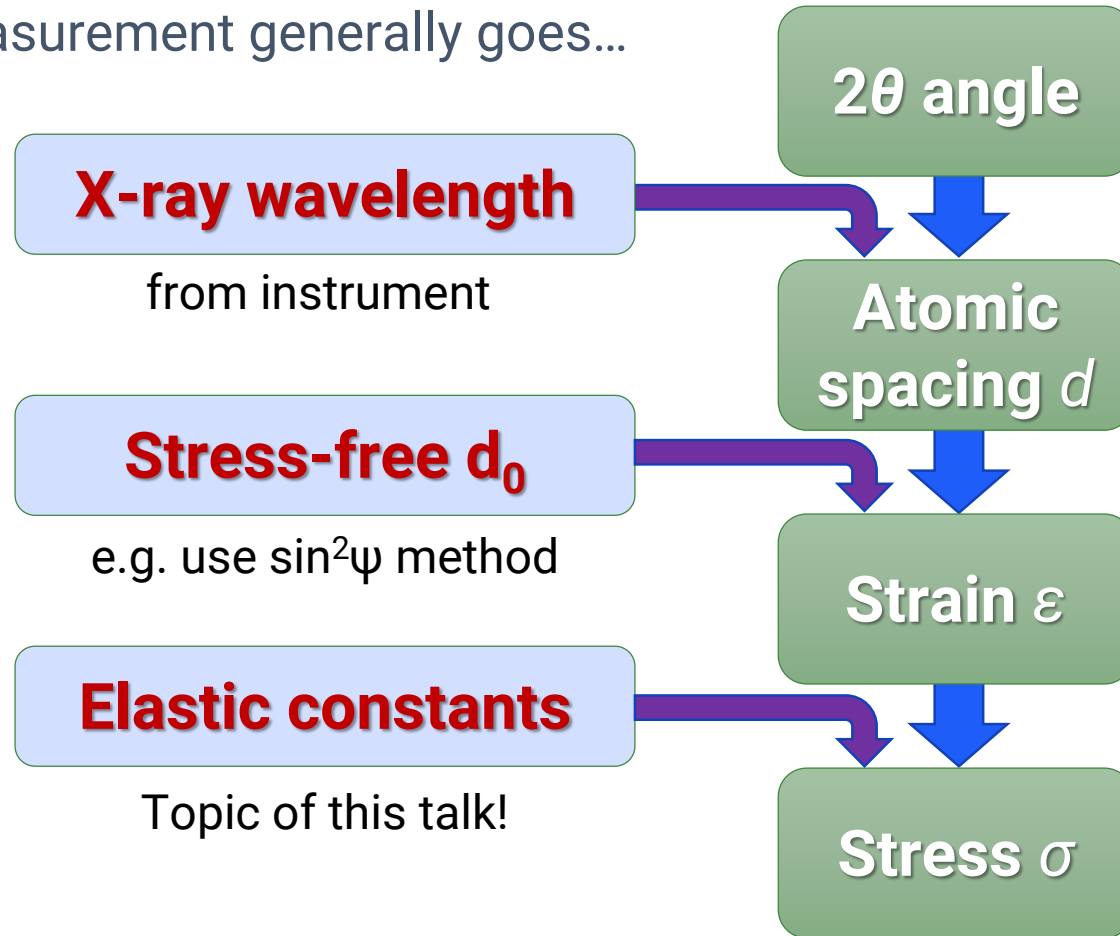 asurement generally goes…
2θ angle
X-ray wavelength
from instrument
Atomic
spacing d
Stress-free d₀
e.g. use sin²ψ method
Strain ε
Elastic constants
Topic of this talk!
Stress σ